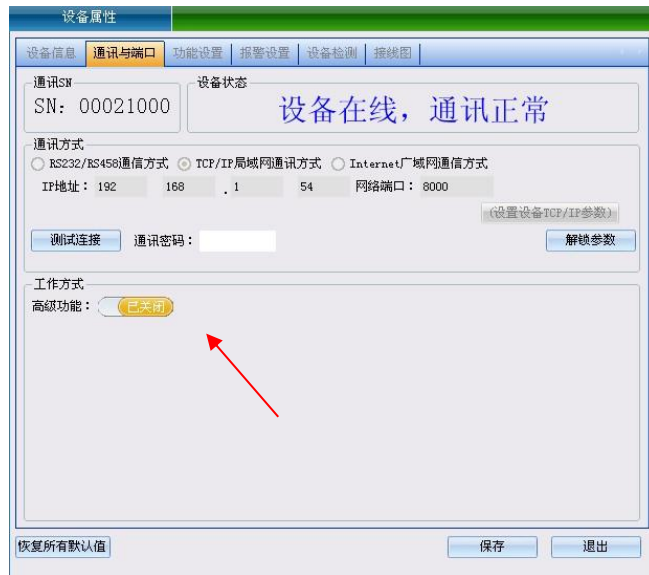 设备属性
设备信息 通讯与端口 功能设置 报警设置 设备检测 接线图
通讯SN
SN: 00021000
设备状态
设备在线, 通讯正常
通讯方式
RS232/RS458通信方式 TCP/IP局域网通讯方式 Internet广域网通信方式
IP地址: 192 168 . 1 54 网络端口: 8000
(设置设备TCP/IP参数)
测试连接 通讯密码: 解锁参数
工作方式
高级功能: 已关闭
恢复所有默认值 保存 退出